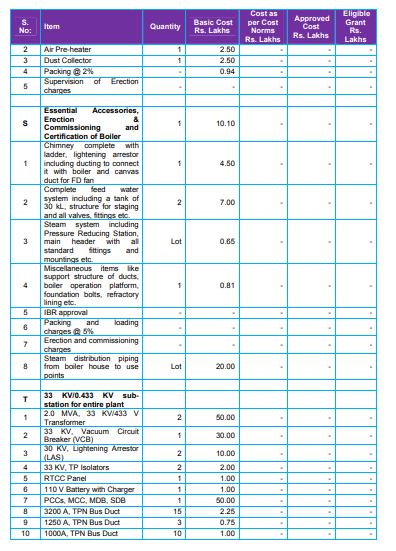 S. No: Item Quantity Basic Cost Rs. Lakhs Cost as per Cost Norms Rs. Lakhs Approved Cost Rs. Lakhs Eligible Grant Rs. Lakhs
2 Air Pre-heater 1 2.50 - - -
3 Dust Collector 1 2.50 - - -
4 Packing @ 2% - 0.94 - - -
5 Supervision of Erection
charges - - - - -
S Essential Accessories,
Erection &
Commissioning and
Certification of Boiler 1 10.10 - - -
1 Chimney complete with
ladder, lightening arrestor
including ducting to connect
it with boiler and canvas
duct for FD fan 1 4.50 - - -
2 Complete feed water
system including a tank of
30 kL, structure for staging
and all valves, fittings etc. 2 7.00 - - -
3 Steam system including
Pressure Reducing Station,
main header with all
standard fittings and
mountings etc. Lot 0.65 - - -
4 Miscellaneous items like
support structure of ducts,
boiler operation platform,
foundation bolts, refractory
lining etc. 1 0.81 - - -
5 IBR approval - - - - -
6 Packing and loading
charges @ 5% - - - - -
7 Erection and commissioning
charges - - - - -
8 Steam distribution piping
from boiler house to use
points Lot 20.00 - - -
T 33 KV/0.433 KV sub-
station for entire plant
1 2.0 MVA, 33 KV/433 V
Transformer 2 50.00 - - -
2 33 KV, Vacuum Circuit
Breaker (VCB) 1 30.00 - - -
3 30 KV, Lightening Arrestor
(LAS) 2 10.00 - - -
4 33 KV, TP Isolators 2 2.00 - - -
5 RTCC Panel 1 1.00 - - -
6 110 V Battery with Charger 1 1.00 - - -
7 PCCs, MCC, MDB, SDB 1 50.00 - - -
8 3200 A, TPN Bus Duct 15 2.25 - - -
9 1250 A, TPN Bus Duct 3 0.75 - - -
10 1000A, TPN Bus Duct 10 1.00 - - -